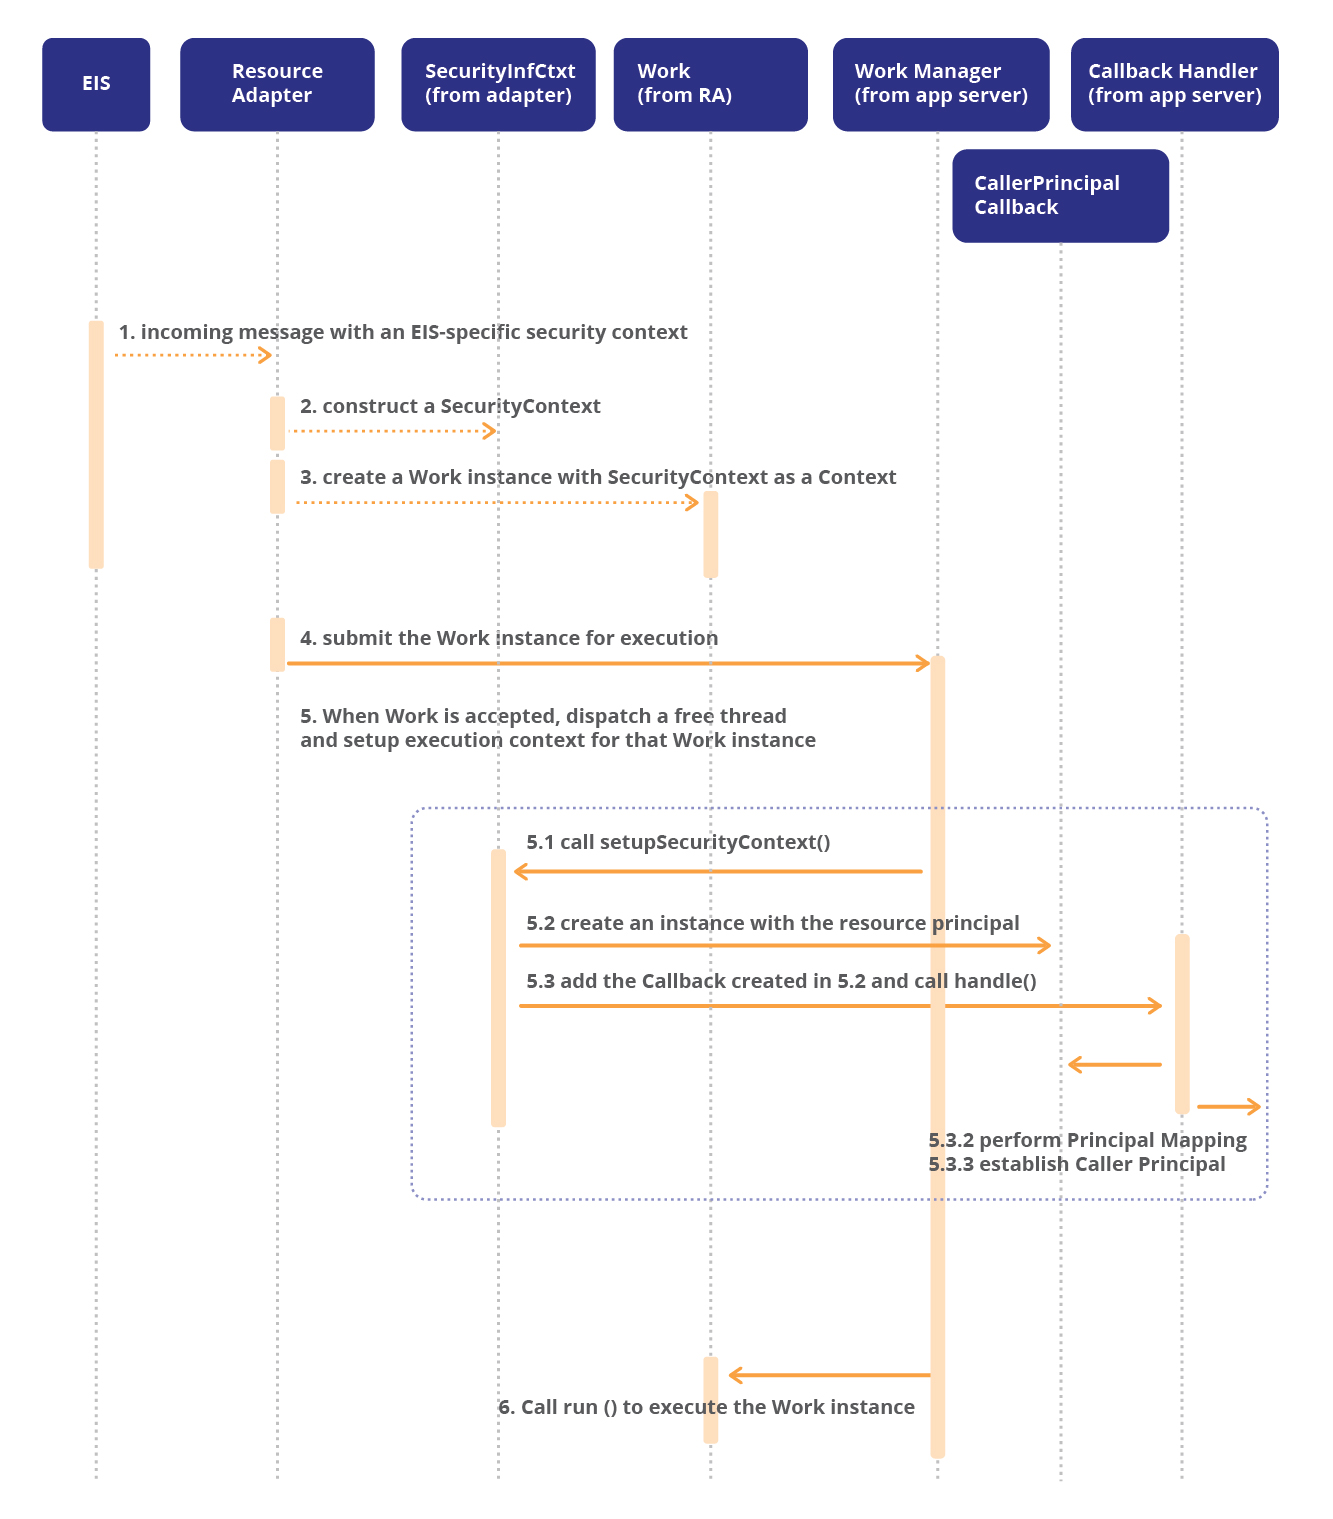 EIS
Resource
Adapter
SecurityInfCtxt
(from adapter)
Work
(from RA)
Work Manager
(from app server)
Callback Handler
(from app server)
CallerPrincipal
Callback
1. incoming message with an EIS-specific security context
2. construct a SecurityContext
3. create a Work instance with SecurityContext as a Context
4. submit the Work instance for execution
5. When Work is accepted, dispatch a free thread
and setup execution context for that Work instance
5.1 call setupSecurityContext()
5.2 create an instance with the resource principal
5.3 add the Callback created in 5.2 and call handle()
5.3.2 perform Principal Mapping
5.3.3 establish Caller Principal
6. Call run () to execute the Work instance